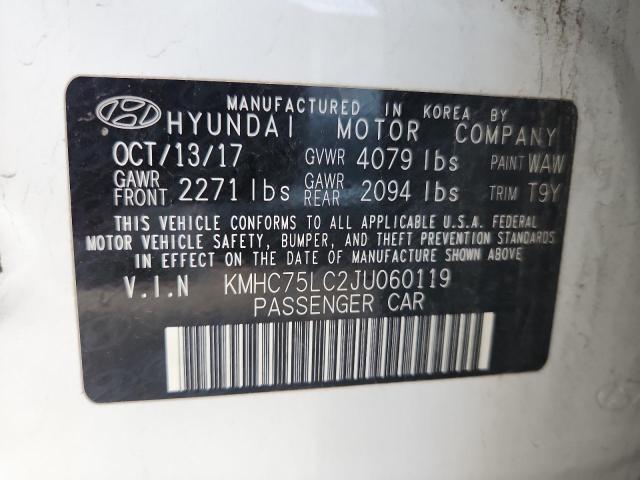 MANUFACTURED IN KOREA BY
HYUNDAI MOTOR COMPANY
OCT/13/17 GVWR 4079 lbs PAINT WAW
GAWR FRONT 2271 lbs GAWR REAR 2094 lbs TRIM T9Y
THIS VEHICLE CONFORMS TO ALL APPLICABLE U.S.A. FEDERAL
MOTOR VEHICLE SAFETY, BUMPER, AND THEFT PREVENTION STANDARDS
IN EFFECT ON THE DATE OF MANUFACTURE SHOWN ABOVE.
V.I.N KMHC75LC2JU060119
PASSENGER CAR